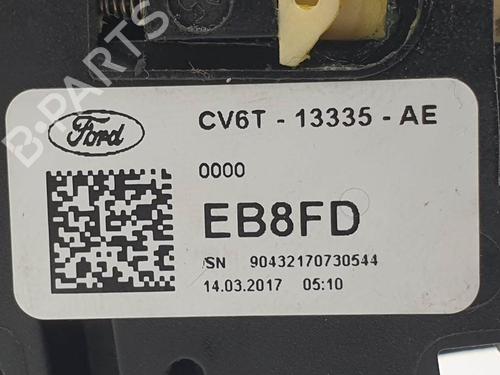 Ford
CV6T - 13335 - AE
0000
EB8FD
SN 90432170730544
14.03.2017 05:10
B-PARTS